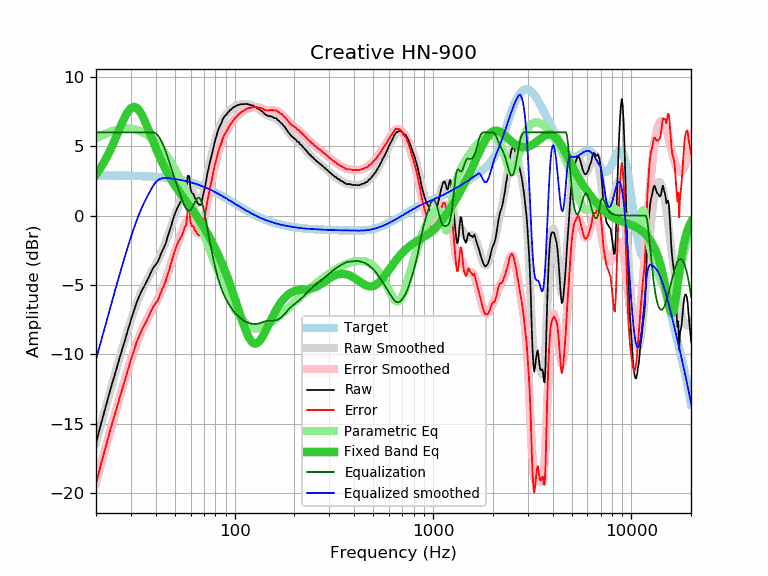 Creative HN-900
10
5
0
−5
−10
−15
−20
Amplitude (dBr)
Target
Raw Smoothed
Error Smoothed
Raw
Error
Parametric Eq
Fixed Band Eq
Equalization
Equalized smoothed
100
1000
10000
Frequency (Hz)